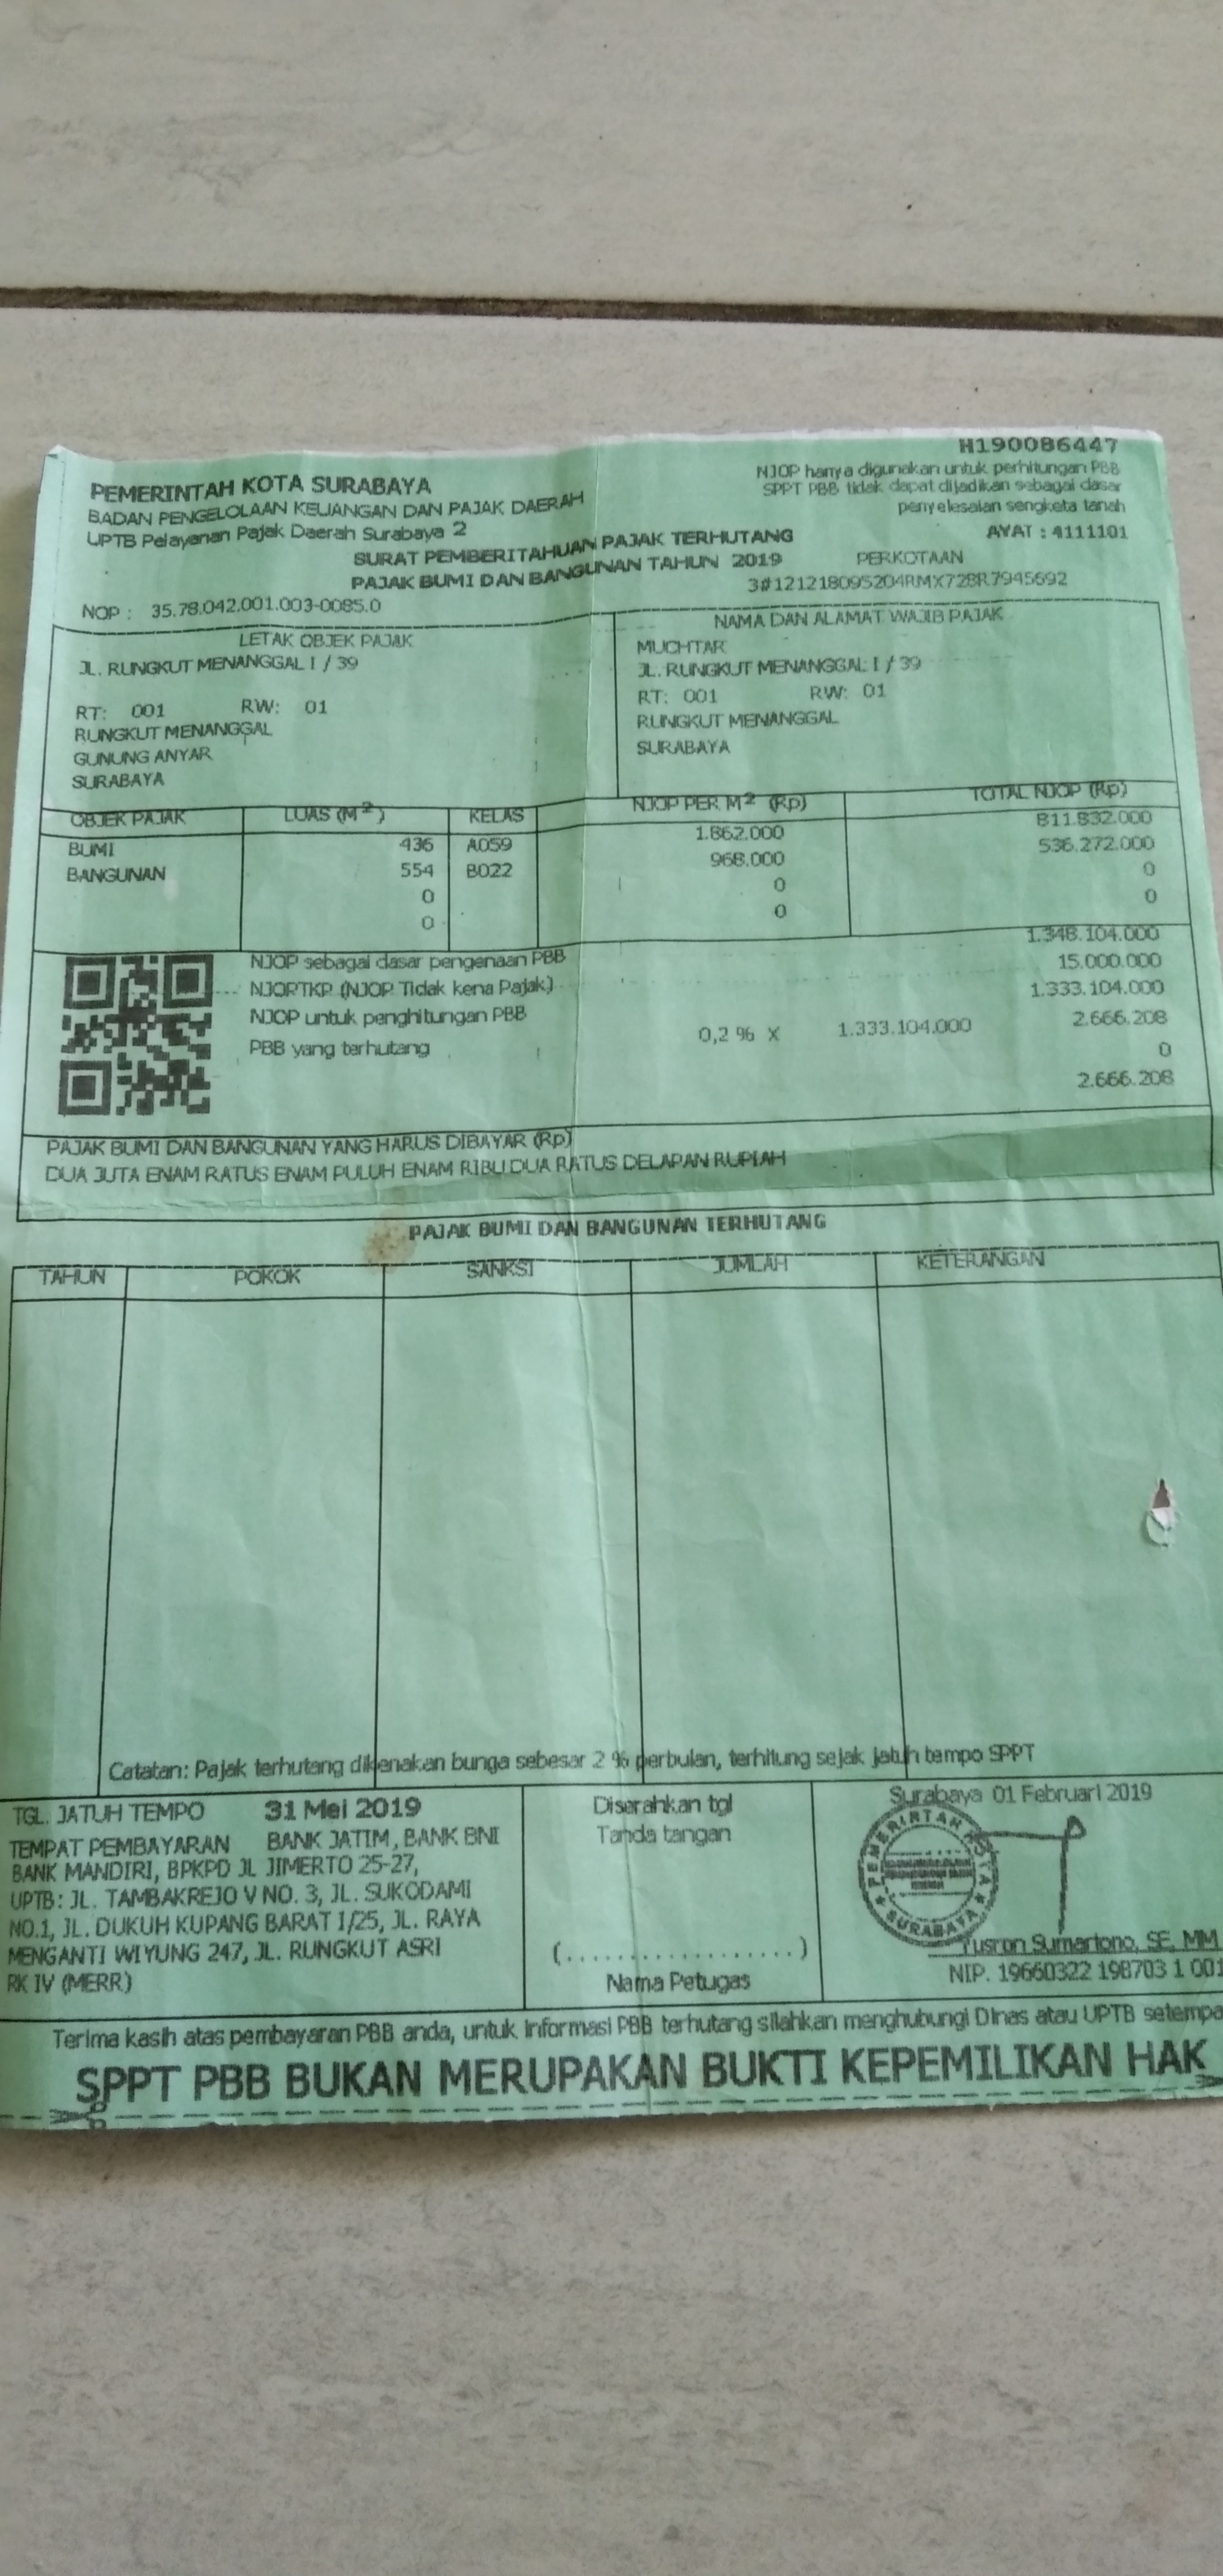 H190086447
NJOP hanya digunakan untuk perhitungan PBB
SPPT PBB tidak dapat dijadikan sebagai dasar
penyelesaian sengketa tanah
PEMERINTAH KOTA SURABAYA
BADAN PENGELOLAAN KEUANGAN DAN PAJAK DAERAH
UPTB Pelayanan Pajak Daerah Surabaya 2
AYAT : 4111101
SURAT PEMBERITAHUAN PAJAK TERHUTANG
PAJAK BUMI DAN BANGUNAN TAHUN 2019
PERKOTAAN
3#121218095204RMX728R7945692
NOP : 35.78.042.001.003-0085.0
LETAK OBJEK PAJAK
JL. RUNGKUT MENANGGAL I / 39
RT: 001 RW: 01
RUNGKUT MENANGGAL
GUNUNG ANYAR
SURABAYA
NAMA DAN ALAMAT WAJIB PAJAK
MUCHTAR
JL. RUNGKUT MENANGGAL I / 39
RT: 001 RW: 01
RUNGKUT MENANGGAL
SURABAYA
OBJEK PAJAK LUAS (M²) KELAS NJOP PER M² (Rp) TOTAL NJOP (Rp)
BUMI 436 A059 1.862.000 811.832.000
BANGUNAN 554 B022 968.000 536.272.000
0 0 0
0 0 0
NJOP sebagai dasar pengenaan PBB 1.348.104.000
NJOPTKP (NJOP Tidak kena Pajak) 15.000.000
NJOP untuk penghitungan PBB 1.333.104.000
PBB yang terhutang 0,2 % X 1.333.104.000 2.666.208
0
2.666.208
PAJAK BUMI DAN BANGUNAN YANG HARUS DIBAYAR (Rp)
DUA JUTA ENAM RATUS ENAM PULUH ENAM RIBU DUA RATUS DELAPAN RUPIAH
PAJAK BUMI DAN BANGUNAN TERHUTANG
TAHUN POKOK SANKSI JUMLAH KETERANGAN
Catatan: Pajak terhutang dikenakan bunga sebesar 2 % perbulan, terhitung sejak jatuh tempo SPPT
TGL. JATUH TEMPO 31 Mei 2019
TEMPAT PEMBAYARAN BANK JATIM, BANK BNI
BANK MANDIRI, BPKPD JL JIMERTO 25-27,
UPTB: JL. TAMBAKREJO V NO. 3, JL. SUKODAMI
NO.1, JL. DUKUH KUPANG BARAT 1/25, JL. RAYA
MENGANTI WIYUNG 247, JL. RUNGKUT ASRI
RK IV (MERR)
Diserahkan tgl
Tanda tangan
(.................)
Nama Petugas
Surabaya 01 Februari 2019
PEMERINTAH KOTA
SURABAYA
Yusron Sumartono, SE, MM
NIP. 19660322 198703 1 001
Terima kasih atas pembayaran PBB anda, untuk informasi PBB terhutang silahkan menghubungi Dinas atau UPTB setempa
SPPT PBB BUKAN MERUPAKAN BUKTI KEPEMILIKAN HAK